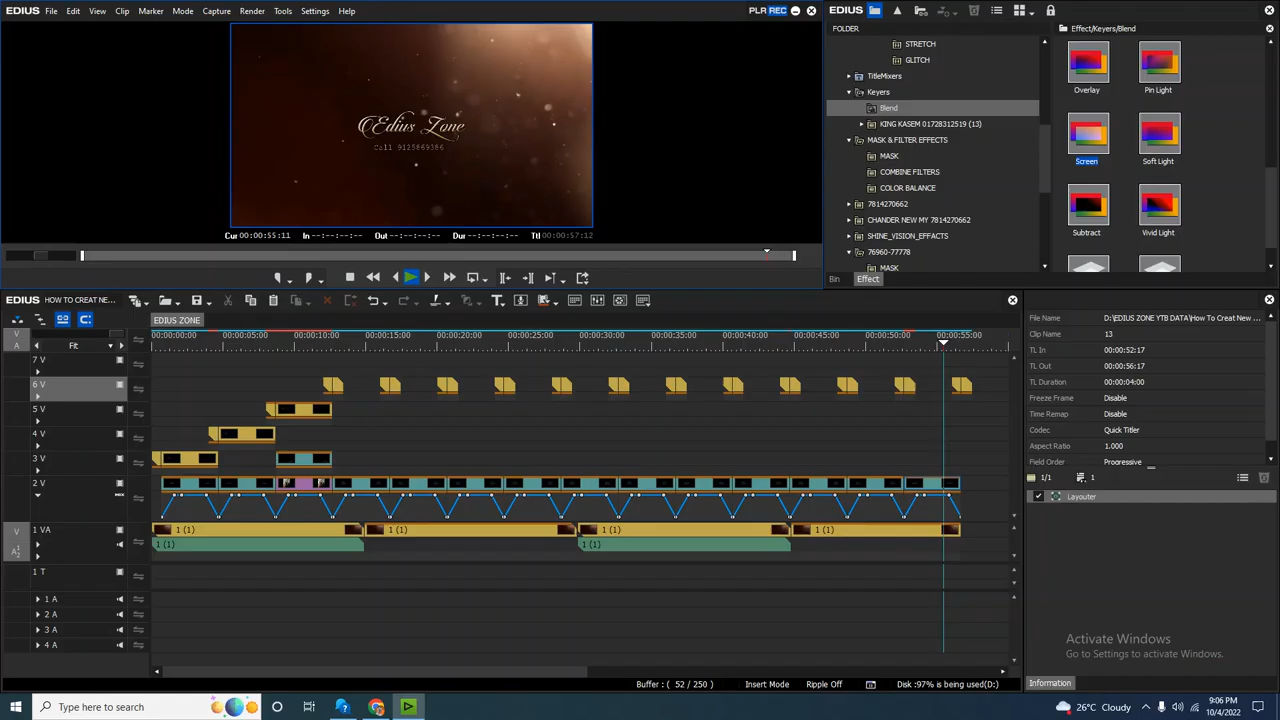 EDIUS File Edit View Clip Marker Mode Capture Render Tools Settings Help PLR REC
Edius Zone
Call 9125869386
Cur 00:00:55:11 In --:--:--:-- Out --:--:--:-- Dur --:--:--:-- Ttl 00:00:57:12
EDIUS
FOLDER
STRETCH
GLITCH
TitleMixers
Keyers
Blend
KING KASEM 01728312519 (13)
MASK & FILTER EFFECTS
MASK
COMBINE FILTERS
COLOR BALANCE
7814270662
CHANDER NEW MY 7814270662
SHINE_VISION_EFFECTS
76960-77778
MASK
Bin Effect
Effect/Keyers/Blend
Overlay Pin Light
Screen Soft Light
Subtract Vivid Light
EDIUS HOW TO CREAT NE...
EDIUS ZONE
V
A
Fit
00:00:00:00 00:00:05:00 00:00:10:00 00:00:15:00 00:00:20:00 00:00:25:00 00:00:30:00 00:00:35:00 00:00:40:00 00:00:45:00 00:00:50:00 00:00:55:00
7 V
6 V
5 V
4 V
3 V
2 V
V 1 VA 1 (1) 1 (1) 1 (1) 1 (1)
1 (1) 1 (1)
1 T
1 A
2 A
3 A
4 A
Buffer : ( 52 / 250 ) Insert Mode Ripple Off Disk :97% is being used(D:)
File Name D:\EDIUS ZONE YTB DATA\How To Creat New ...
Clip Name 13
TL In 00:00:52:17
TL Out 00:00:56:17
TL Duration 00:00:04:00
Freeze Frame Disable
Time Remap Disable
Codec Quick Titler
Aspect Ratio 1.000
Field Order Progressive
1/1 1
Layouter
Activate Windows
Go to Settings to activate Windows.
Information
Type here to search
26°C Cloudy
9:06 PM
10/4/2022